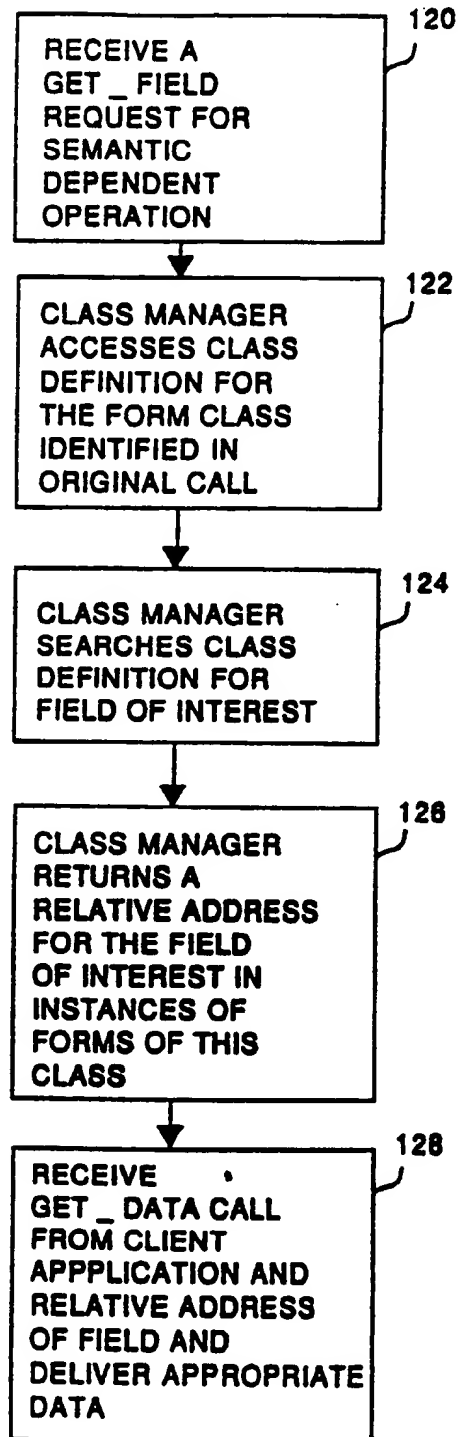 120
RECEIVE A
GET _ FIELD
REQUEST FOR
SEMANTIC
DEPENDENT
OPERATION
122
CLASS MANAGER
ACCESSES CLASS
DEFINITION FOR
THE FORM CLASS
IDENTIFIED IN
ORIGINAL CALL
124
CLASS MANAGER
SEARCHES CLASS
DEFINITION FOR
FIELD OF INTEREST
126
CLASS MANAGER
RETURNS A
RELATIVE ADDRESS
FOR THE FIELD
OF INTEREST IN
INSTANCES OF
FORMS OF THIS
CLASS
128
RECEIVE
GET _ DATA CALL
FROM CLIENT
APPPLICATION AND
RELATIVE ADDRESS
OF FIELD AND
DELIVER APPROPRIATE
DATA